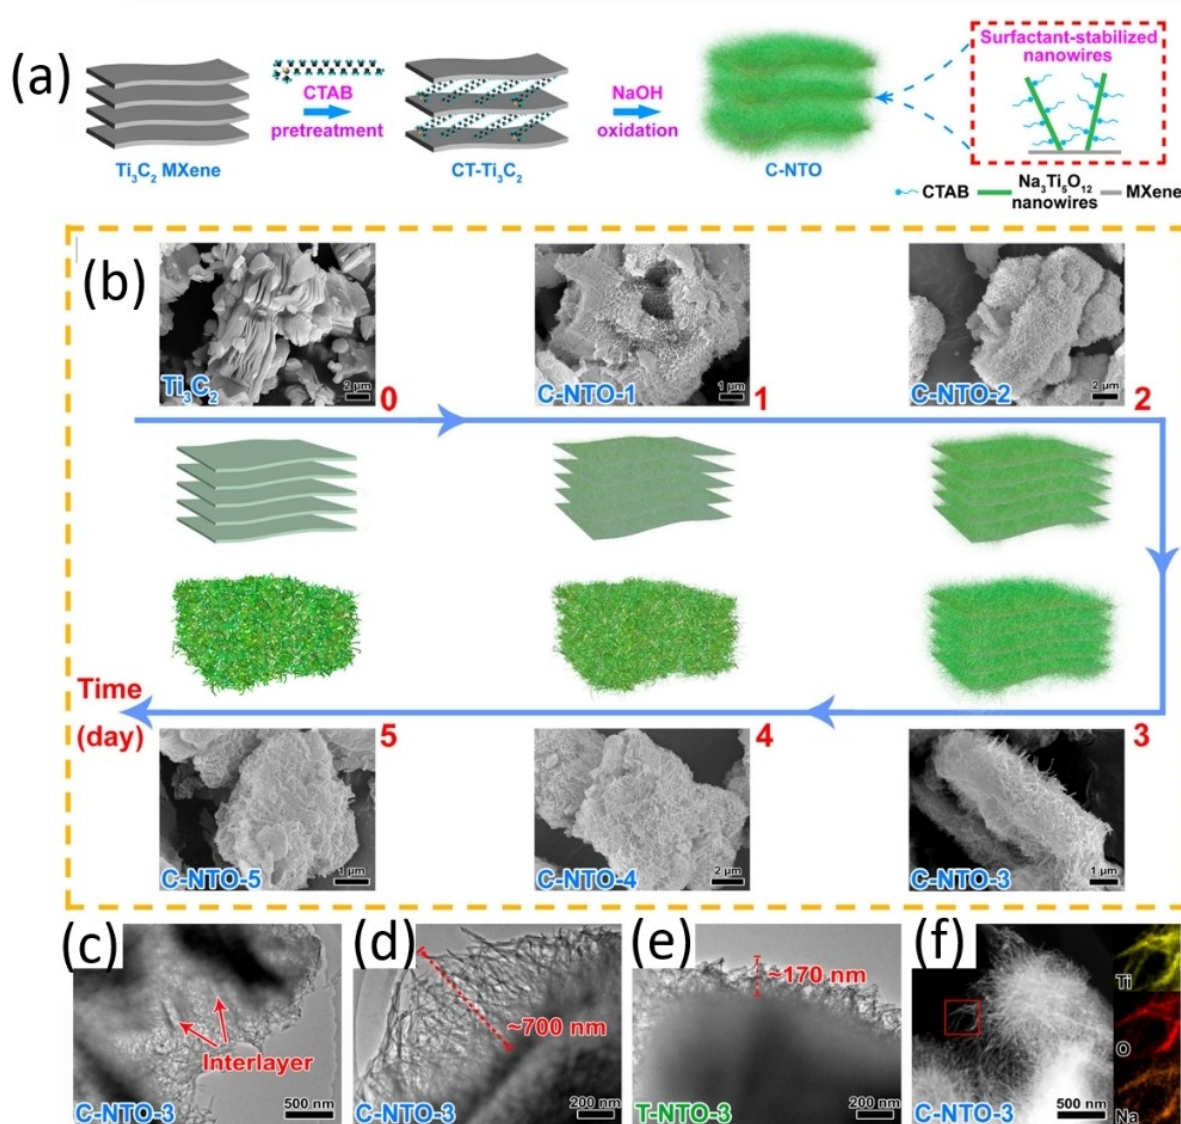 (a)
CTAB
pretreatment
NaOH
oxidation
Surfactant-stabilized
nanowires
Ti₃C₂ MXene
CT-Ti₃C₂
C-NTO
CTAB
Na₃Ti₅O₁₂
nanowires
MXene
(b)
Ti₃C₂
2 μm
0
C-NTO-1
1 μm
1
C-NTO-2
2 μm
2
Time
(day)
5
4
3
C-NTO-5
1 μm
C-NTO-4
2 μm
C-NTO-3
1 μm
(c)
Interlayer
C-NTO-3
500 nm
(d)
~700 nm
C-NTO-3
200 nm
(e)
~170 nm
T-NTO-3
200 nm
(f)
C-NTO-3
500 nm
Ti
O
Na